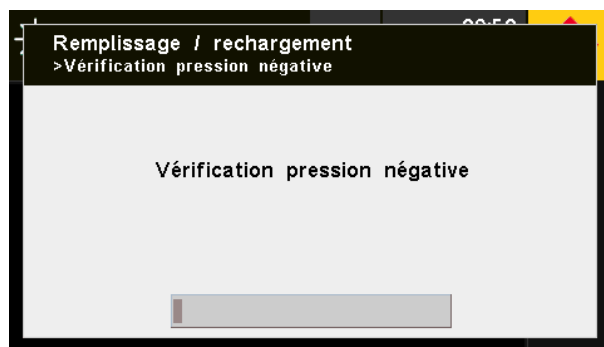 Remplissage / rechargement
>Vérification pression négative
Vérification pression négative